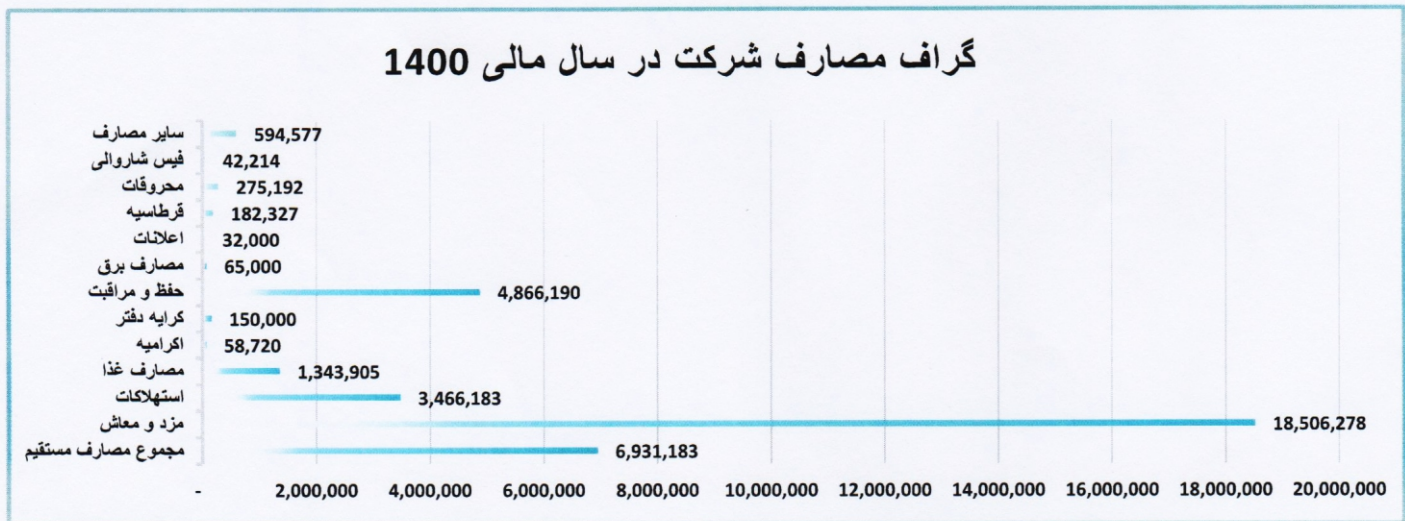 گراف مصارف شرکت در سال مالی 1400
سایر مصارف 594,577
فیس شاروالی 42,214
محروقات 275,192
قرطاسیه 182,327
اعلانات 32,000
مصارف برق 65,000
حفظ و مراقبت 4,866,190
کرایه دفتر 150,000
اکرامیه 58,720
مصارف غذا 1,343,905
استهلاکات 3,466,183
مزد و معاش 18,506,278
مجموع مصارف مستقیم 6,931,183
- 2,000,000 4,000,000 6,000,000 8,000,000 10,000,000 12,000,000 14,000,000 16,000,000 18,000,000 20,000,000